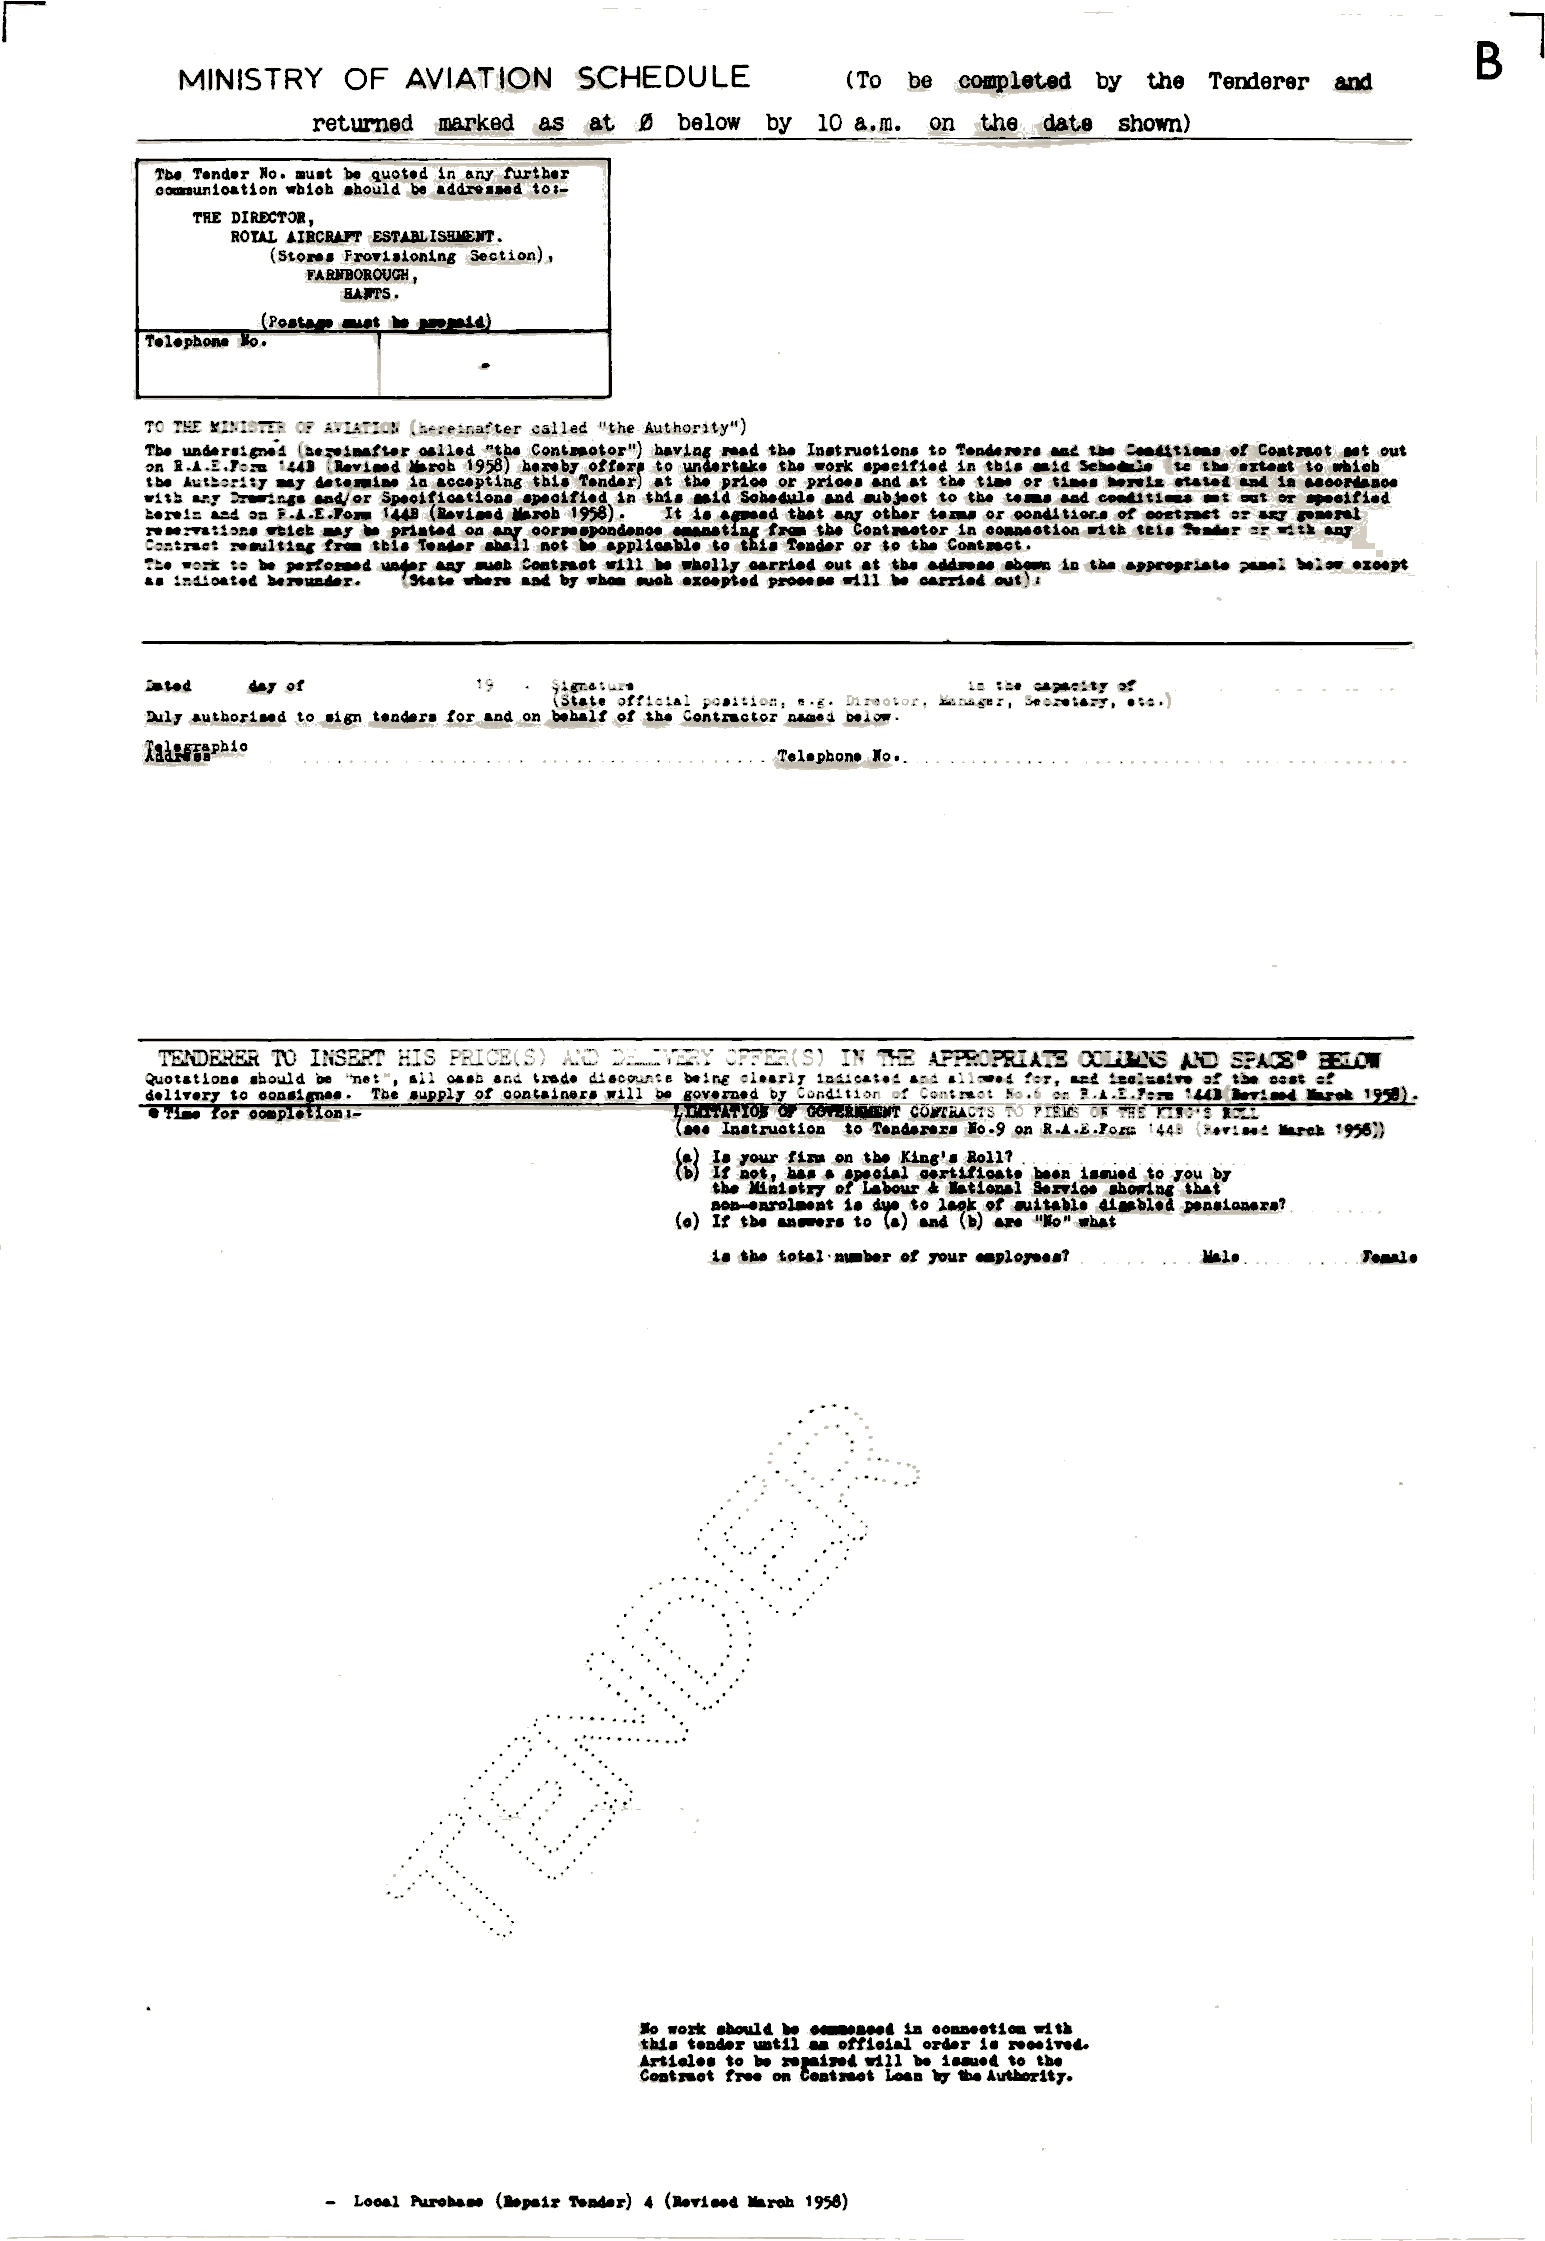 B
MINISTRY OF AVIATION SCHEDULE (To be completed by the Tenderer and
returned marked as at Ø below by 10 a.m. on the date shown)
The Tender No. must be quoted in any further
communication which should be addressed to:-
THE DIRECTOR,
ROYAL AIRCRAFT ESTABLISHMENT.
(Stores Provisioning Section),
FARNBOROUGH,
HANTS.
(Postage must be prepaid)
Telephone No.
TO THE MINISTER OF AVIATION (hereinafter called "the Authority")
The undersigned (hereinafter called "the Contractor") having read the Instructions to Tenderers and the Conditions of Contract set out
on R.A.E.Form 144B (Revised March 1958) hereby offers to undertake the work specified in this said Schedule (to the extent to which
the Authority may determine in accepting this Tender) at the price or prices and at the time or times herein stated and in accordance
with any Drawings and/or Specifications specified in this said Schedule and subject to the terms and conditions set out or specified
herein and on R.A.E.Form 144B (Revised March 1958). It is agreed that any other terms or conditions of contract or any general
reservations which may be printed on any correspondence emanating from the Contractor in connection with this Tender or with any
Contract resulting from this Tender shall not be applicable to this Tender or to the Contract.
The work to be performed under any such Contract will be wholly carried out at the address shown in the appropriate panel below except
as indicated hereunder. (State where and by whom such excepted process will be carried out):
Dated day of 19 . Signature in the capacity of
(State official position, e.g. Director, Manager, Secretary, etc.)
Duly authorised to sign tenders for and on behalf of the Contractor named below.
Telegraphic
Address Telephone No.
TENDERER TO INSERT HIS PRICE(S) AND DELIVERY OFFER(S) IN THE APPROPRIATE COLUMNS AND SPACE● BELOW
Quotations should be "net", all cash and trade discounts being clearly indicated and allowed for, and inclusive of the cost of
delivery to consignee. The supply of containers will be governed by Condition of Contract No.6 on R.A.E.Form 144B (Revised March 1958).
● Time for completion:-
LIMITATION OF GOVERNMENT CONTRACTS TO FIRMS ON THE KING'S ROLL
(see Instruction to Tenderers No.9 on R.A.E.Form 144B (Revised March 1958))
(a) Is your firm on the King's Roll?
(b) If not, has a special certificate been issued to you by
the Ministry of Labour & National Service showing that
non-enrolment is due to lack of suitable disabled pensioners?
(c) If the answers to (a) and (b) are "No" what
is the total number of your employees? Male Female
TENDER
No work should be commenced in connection with
this tender until an official order is received.
Articles to be repaired will be issued to the
Contract free on Contract Loan by the Authority.
- Local Purchase (Repair Tender) 4 (Revised March 1958)